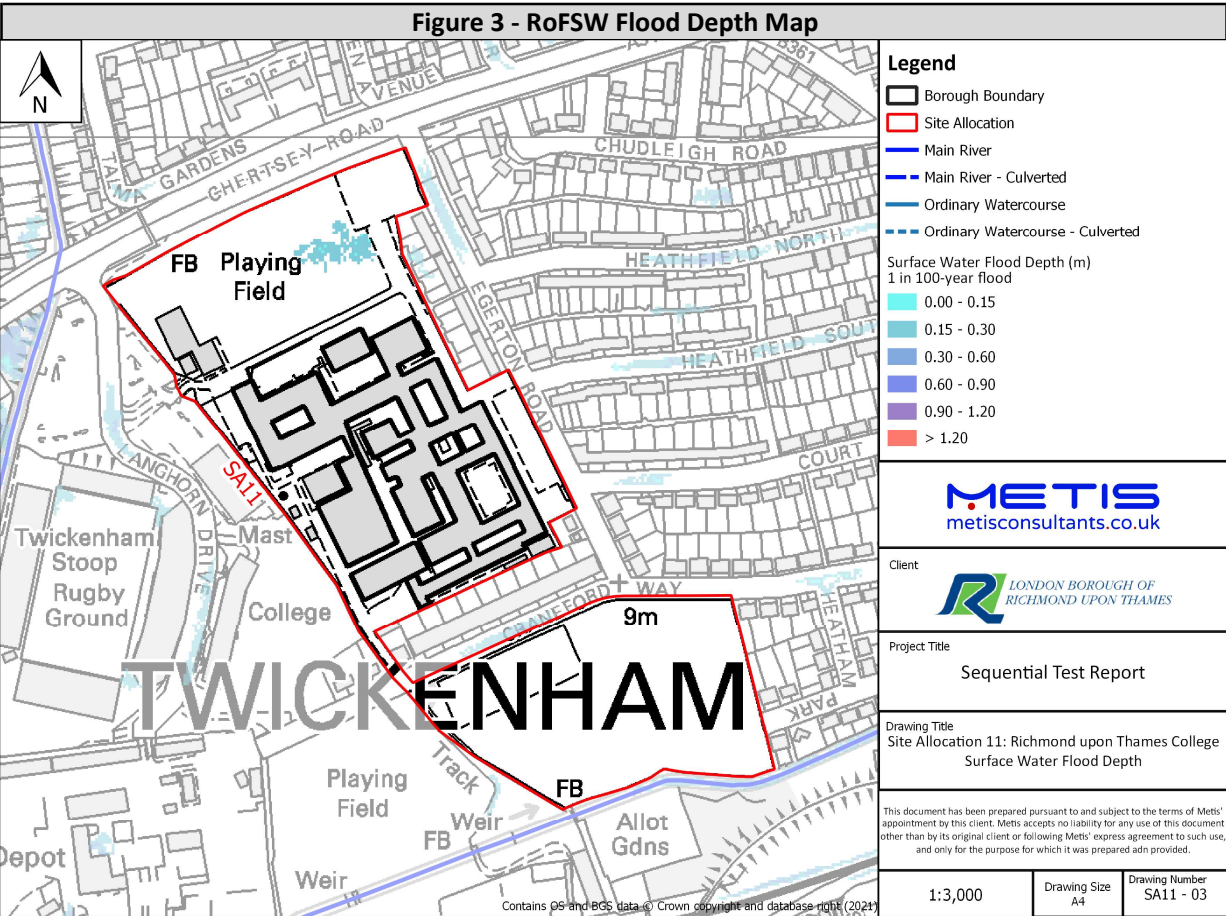 Figure 3 - RoFSW Flood Depth Map
N
AVENUE
B361
TALMA GARDENS
CHERTSEY ROAD
CHUDLEIGH ROAD
FB
Playing
Field
HEATHFIELD NORTH
EGERTON ROAD
HEATHFIELD SOUTH
COURT
SA11
LANGHORN DRIVE
Twickenham
Stoop
Rugby
Ground
Mast
College
CRANEFORD WAY
9m
HEATHAM
PARK
TWICKENHAM
Track
Playing
Field
FB
Weir
FB
Allot
Gdns
Depot
Weir
Contains OS and BGS data © Crown copyright and database right (2021)
Legend
Borough Boundary
Site Allocation
Main River
Main River - Culverted
Ordinary Watercourse
Ordinary Watercourse - Culverted
Surface Water Flood Depth (m)
1 in 100-year flood
0.00 - 0.15
0.15 - 0.30
0.30 - 0.60
0.60 - 0.90
0.90 - 1.20
> 1.20
METIS
metisconsultants.co.uk
Client
LONDON BOROUGH OF
RICHMOND UPON THAMES
Project Title
Sequential Test Report
Drawing Title
Site Allocation 11: Richmond upon Thames College
Surface Water Flood Depth
This document has been prepared pursuant to and subject to the terms of Metis'
appointment by this client. Metis accepts no liability for any use of this document
other than by its original client or following Metis' express agreement to such use,
and only for the purpose for which it was prepared adn provided.
1:3,000
Drawing Size
A4
Drawing Number
SA11 - 03